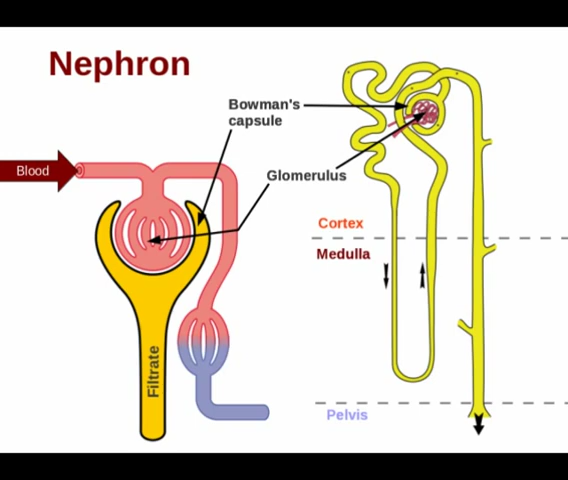 Nephron
Bowman's
capsule
Blood
Glomerulus
Cortex
Medulla
Filtrate
Pelvis